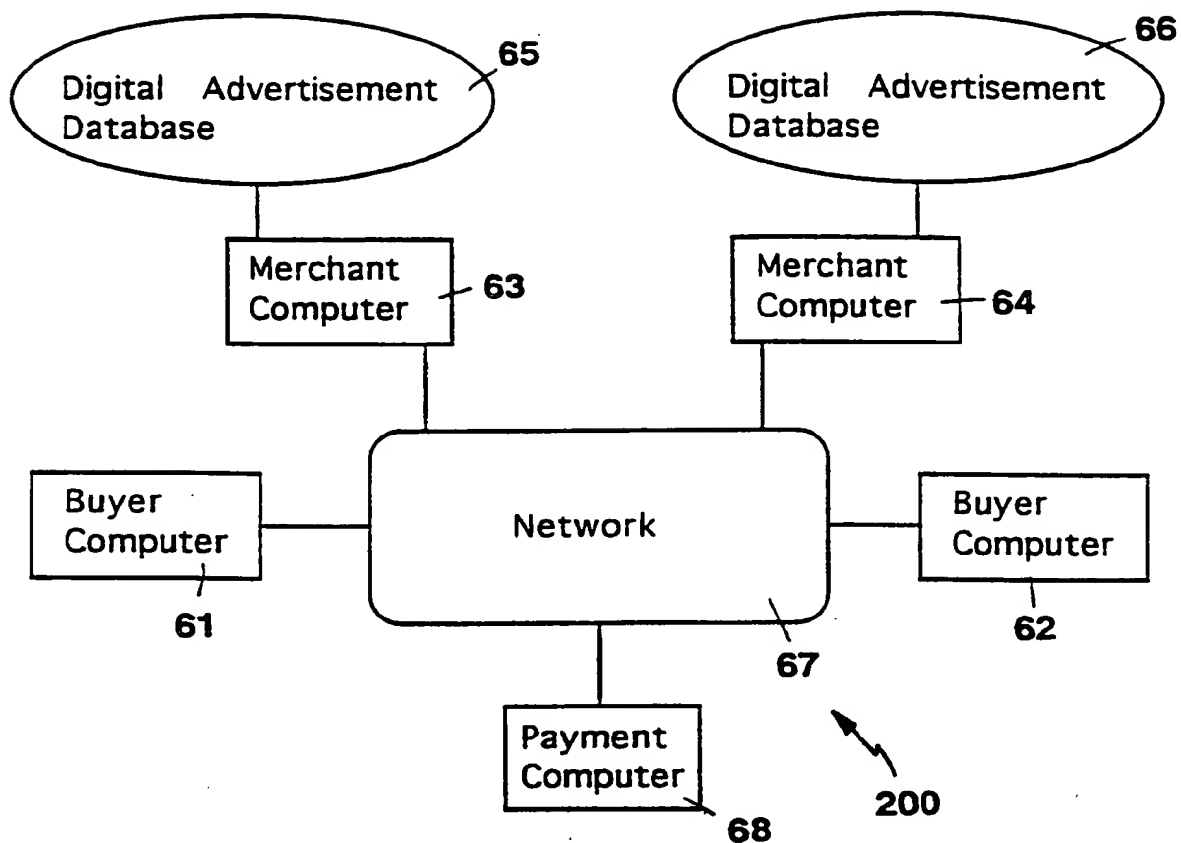 65
66
Digital Advertisement
Database
Digital Advertisement
Database
Merchant
Computer
63
Merchant
Computer
64
Buyer
Computer
61
Network
67
Buyer
Computer
62
Payment
Computer
68
200